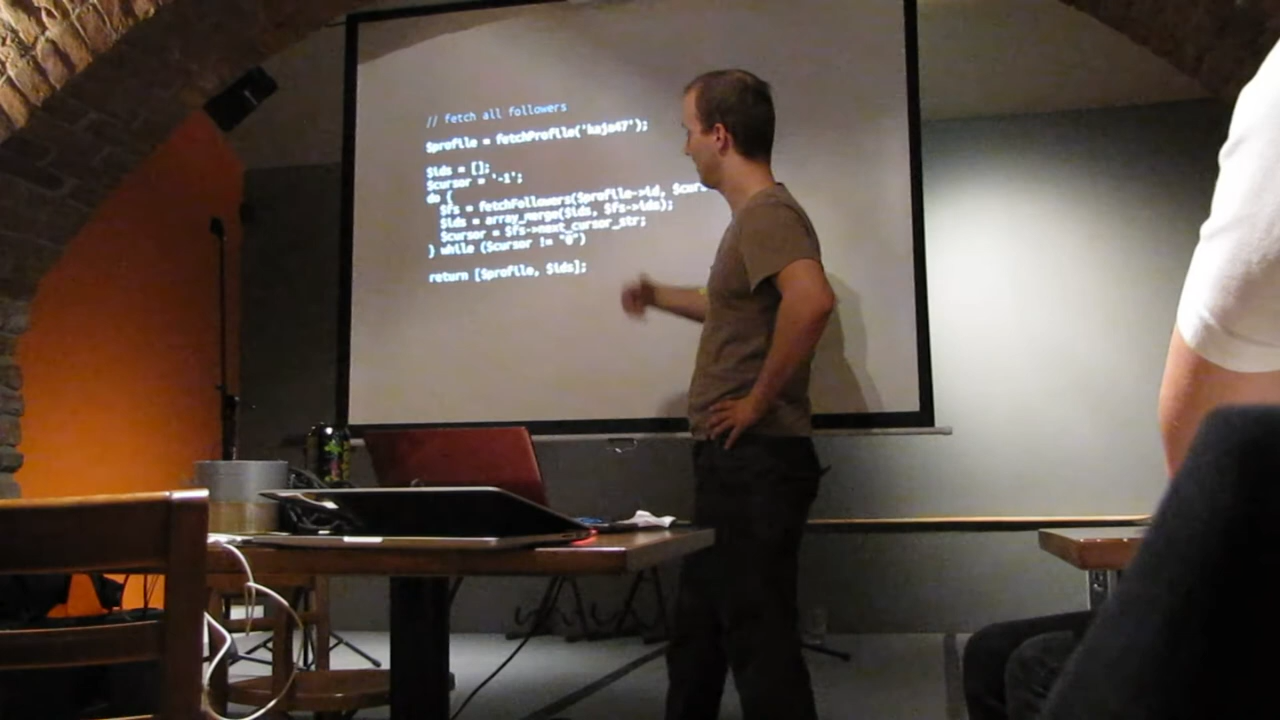 // fetch all followers
$profile = fetchProfile('kaja47');
$ids = [];
$cursor = '-1';
do {
$fs = fetchFollowers($profile->id, $curs
$ids = array_merge($ids, $fs->ids);
$cursor = $fs->next_cursor_str;
} while ($cursor != "0")
return [$profile, $ids];